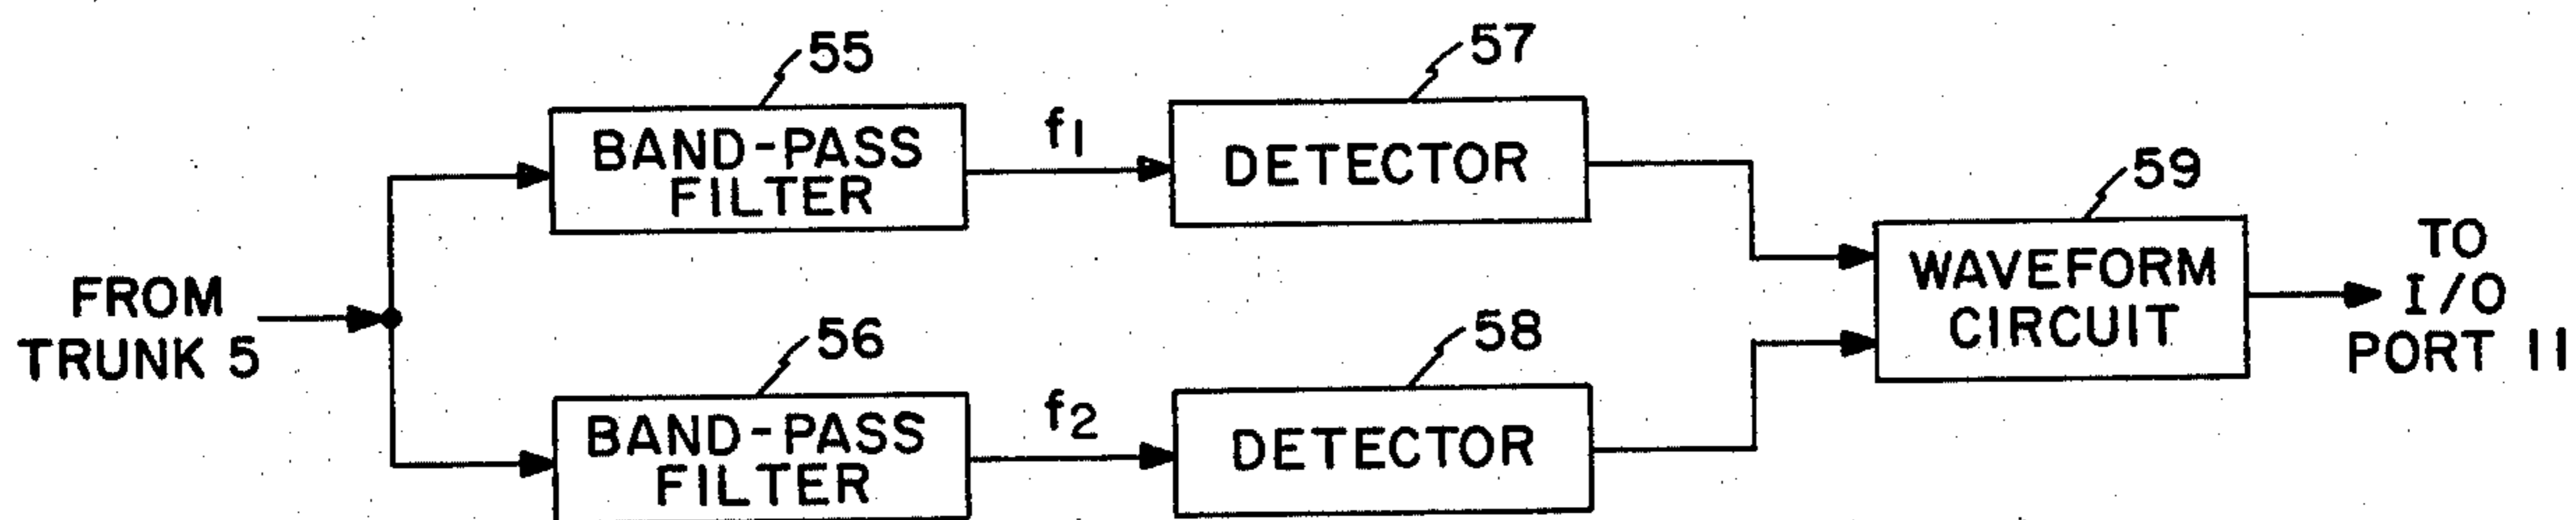 55
57
BAND-PASS
FILTER
f1
DETECTOR
59
FROM
TRUNK 5
WAVEFORM
CIRCUIT
TO
I/O
PORT 11
56
58
BAND-PASS
FILTER
f2
DETECTOR